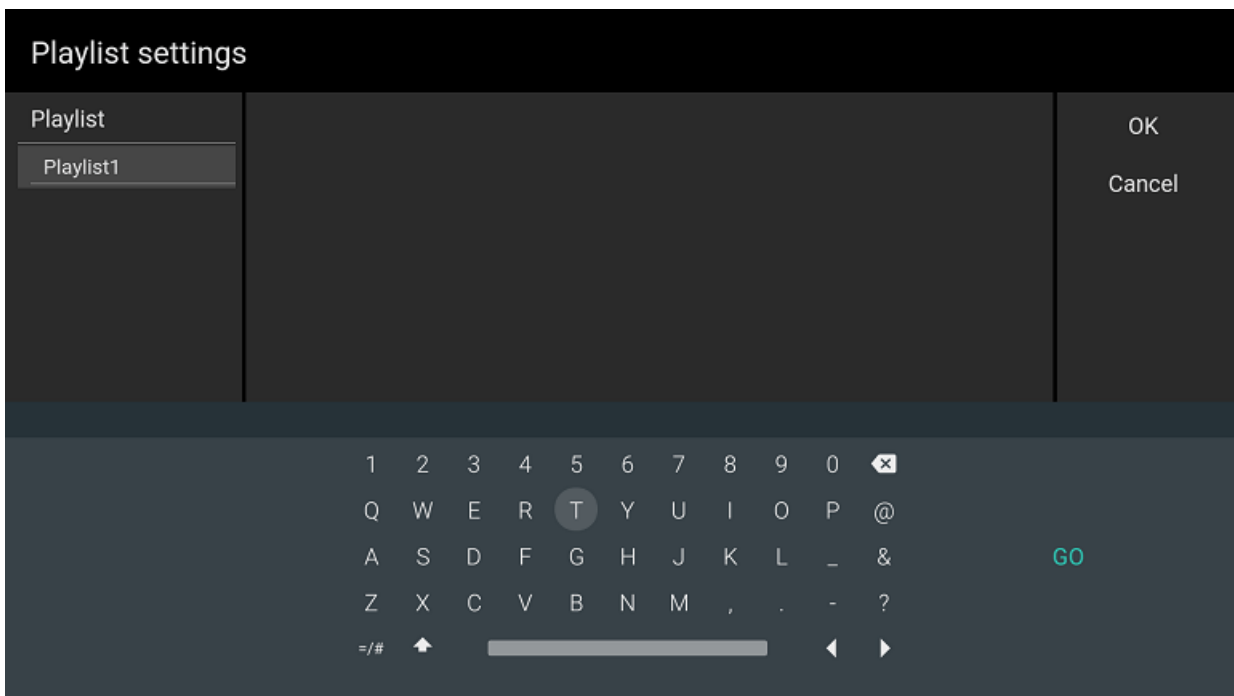 Playlist settings
Playlist
Playlist1
OK
Cancel
1 2 3 4 5 6 7 8 9 0
Q W E R T Y U I O P @
A S D F G H J K L _ &
Z X C V B N M , . - ?
=/#
GO